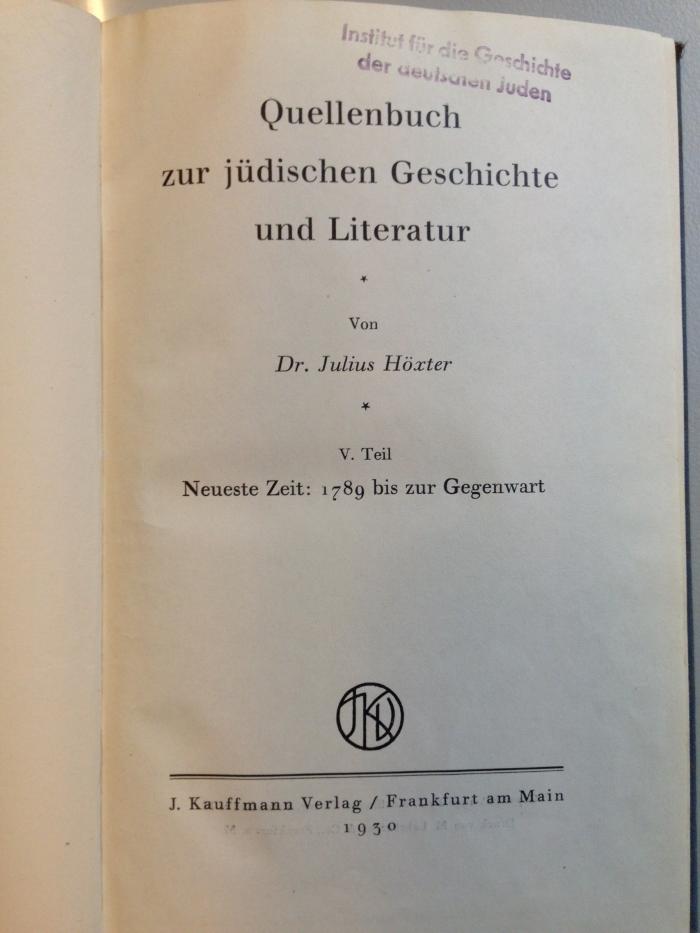 Institut für die Geschichte
der deutschen Juden
Quellenbuch
zur jüdischen Geschichte
und Literatur
*
Von
Dr. Julius Höxter
*
V. Teil
Neueste Zeit: 1789 bis zur Gegenwart
JKV
J. Kauffmann Verlag / Frankfurt am Main
1930